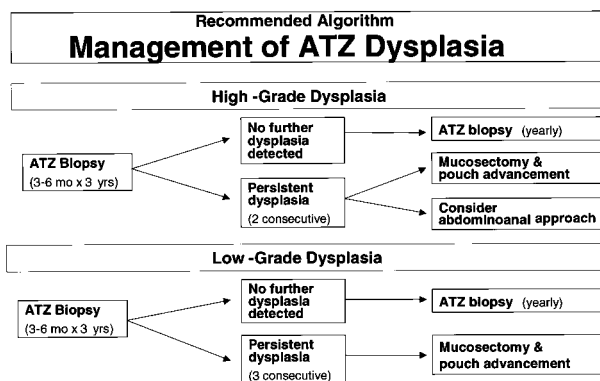 Recommended Algorithm
Management of ATZ Dysplasia
High -Grade Dysplasia
ATZ Biopsy
(3-6 mo x 3 yrs)
No further
dysplasia
detected
ATZ biopsy (yearly)
Persistent
dysplasia
(2 consecutive)
Mucosectomy &
pouch advancement
Consider
abdominoanal approach
Low -Grade Dysplasia
ATZ Biopsy
(3-6 mo x 3 yrs)
No further
dysplasia
detected
ATZ biopsy (yearly)
Persistent
dysplasia
(3 consecutive)
Mucosectomy &
pouch advancement